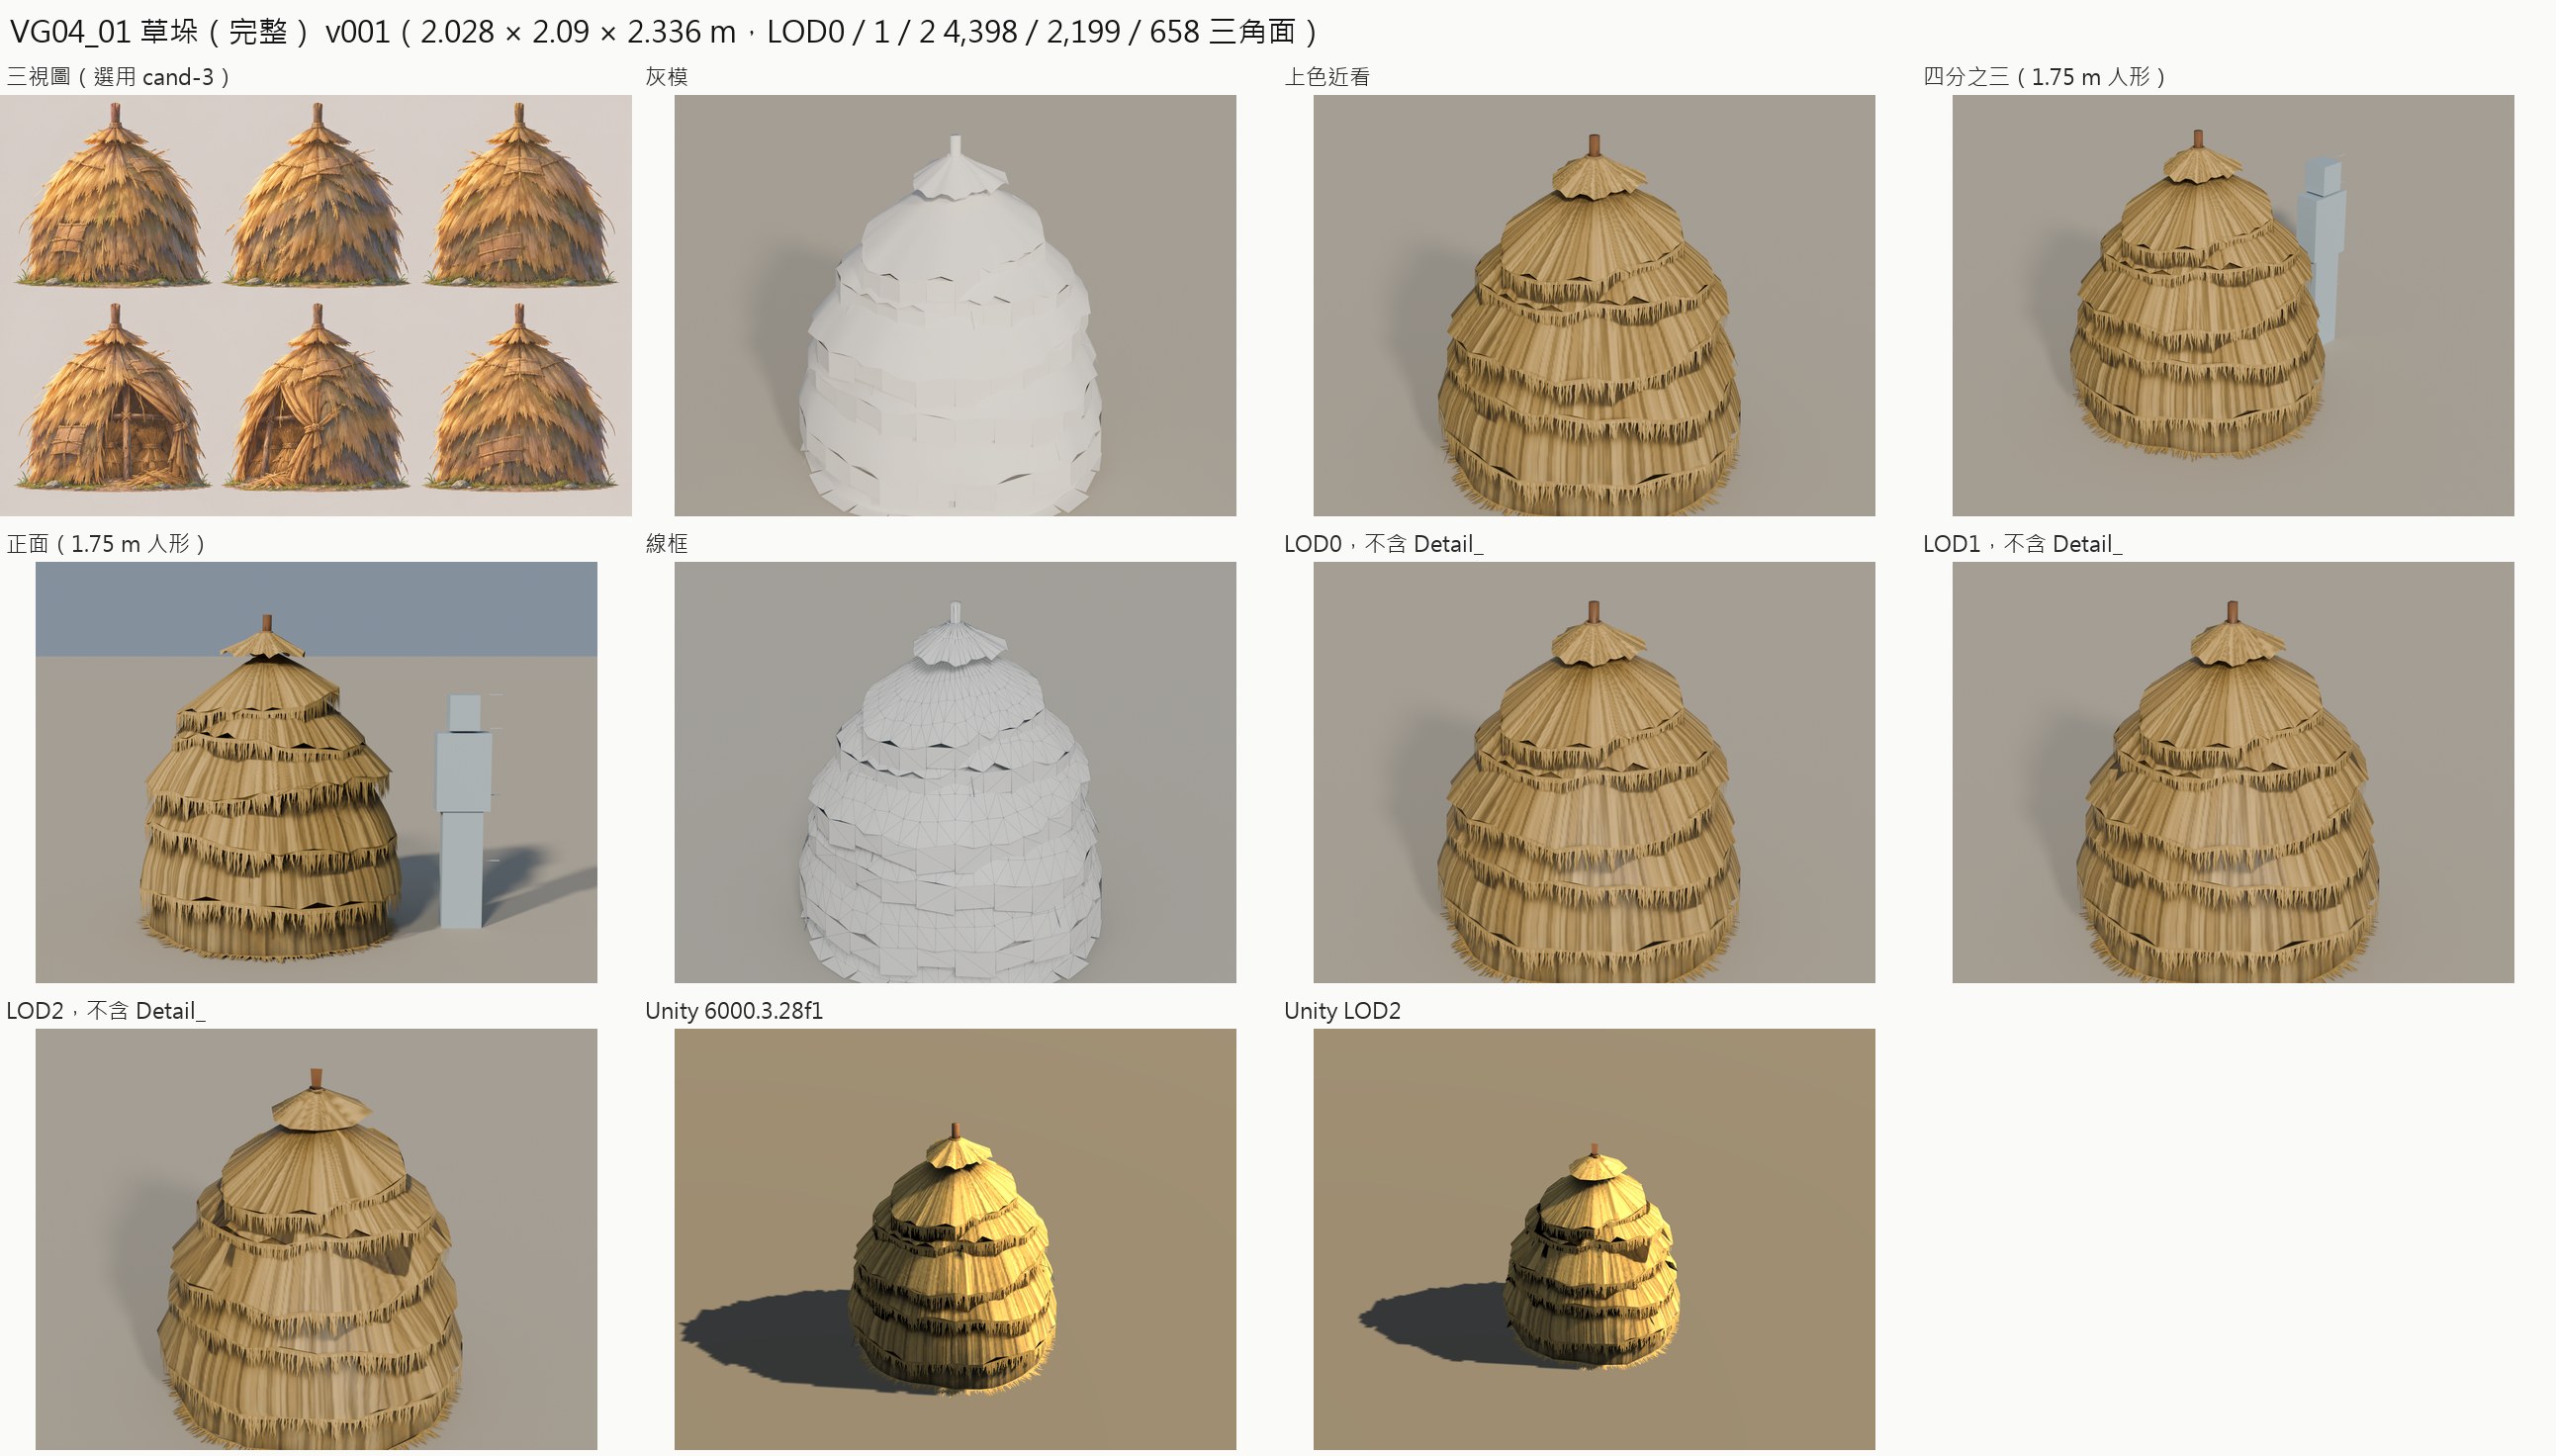 VG04_01 草垛（完整） v001（2.028 × 2.09 × 2.336 m，LOD0 / 1 / 2 4,398 / 2,199 / 658 三角面）
三視圖（選用 cand-3）
灰模
上色近看
四分之三（1.75 m 人形）
正面（1.75 m 人形）
線框
LOD0，不含 Detail_
LOD1，不含 Detail_
LOD2，不含 Detail_
Unity 6000.3.28f1
Unity LOD2